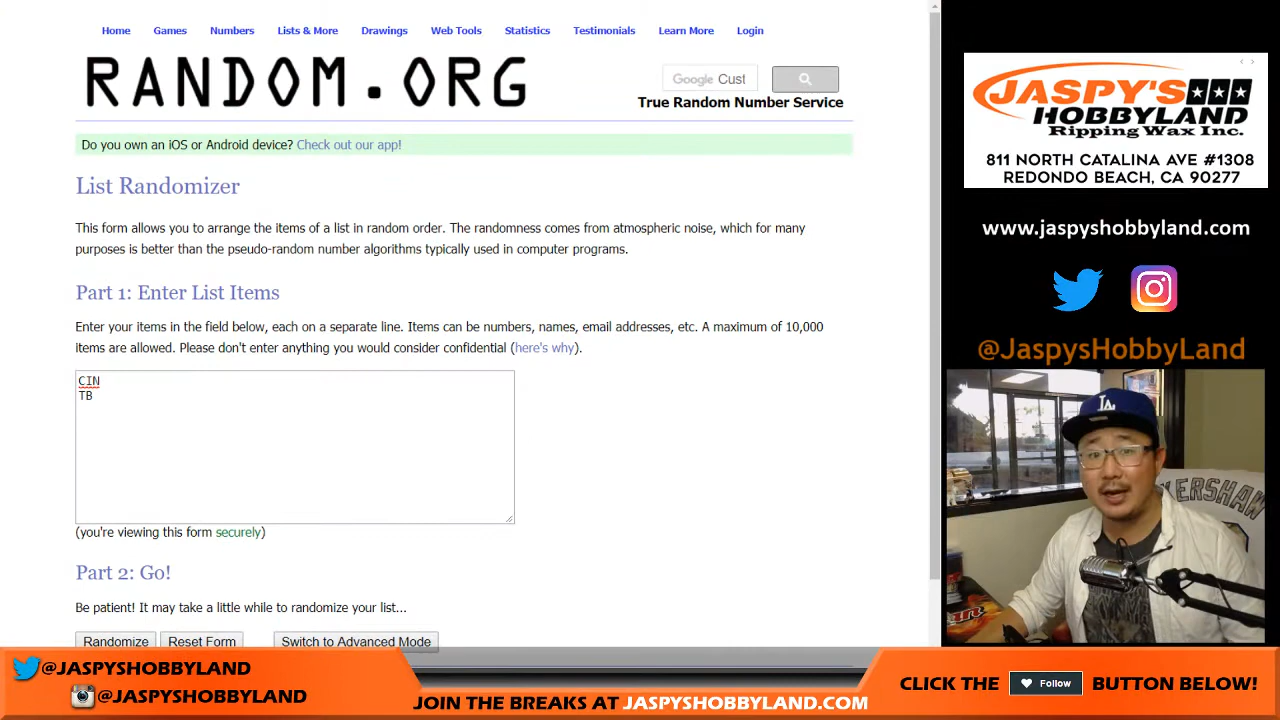 Home Games Numbers Lists & More Drawings Web Tools Statistics Testimonials Learn More Login
RANDOM.ORG
Google Cust
True Random Number Service
Do you own an iOS or Android device? Check out our app!
List Randomizer
This form allows you to arrange the items of a list in random order. The randomness comes from atmospheric noise, which for many
purposes is better than the pseudo-random number algorithms typically used in computer programs.
Part 1: Enter List Items
Enter your items in the field below, each on a separate line. Items can be numbers, names, email addresses, etc. A maximum of 10,000
items are allowed. Please don't enter anything you would consider confidential (here's why).
CIN
TB
(you're viewing this form securely)
Part 2: Go!
Be patient! It may take a little while to randomize your list...
Randomize Reset Form Switch to Advanced Mode
JASPY'S
HOBBYLAND
Ripping Wax Inc.
811 NORTH CATALINA AVE #1308
REDONDO BEACH, CA 90277
www.jaspyshobbyland.com
@JaspysHobbyLand
LA
ERSHAW
@JASPYSHOBBYLAND
@JASPYSHOBBYLAND
JOIN THE BREAKS AT JASPYSHOBBYLAND.COM
CLICK THE Follow BUTTON BELOW!